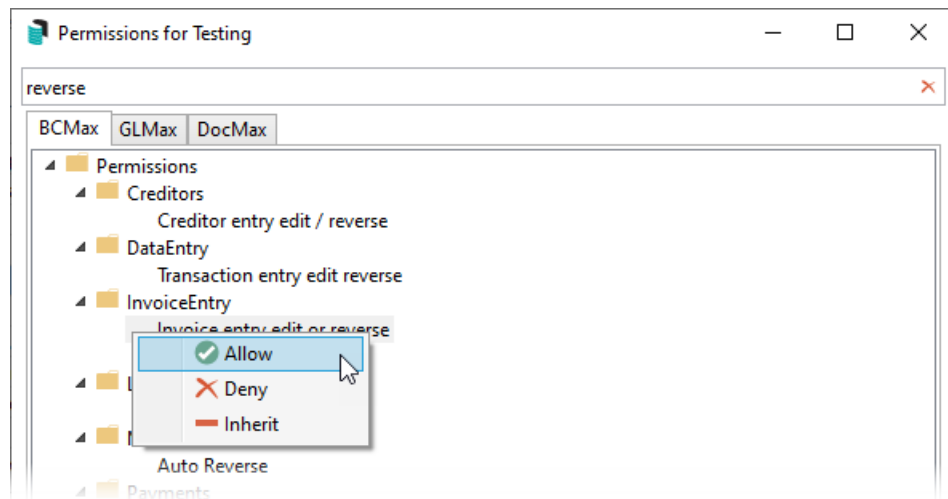 Permissions for Testing
reverse
BCMax GLMax DocMax
Permissions
Creditors
Creditor entry edit / reverse
DataEntry
Transaction entry edit reverse
InvoiceEntry
Invoice entry edit or reverse
Allow
Deny
Inherit
Auto Reverse
Payments